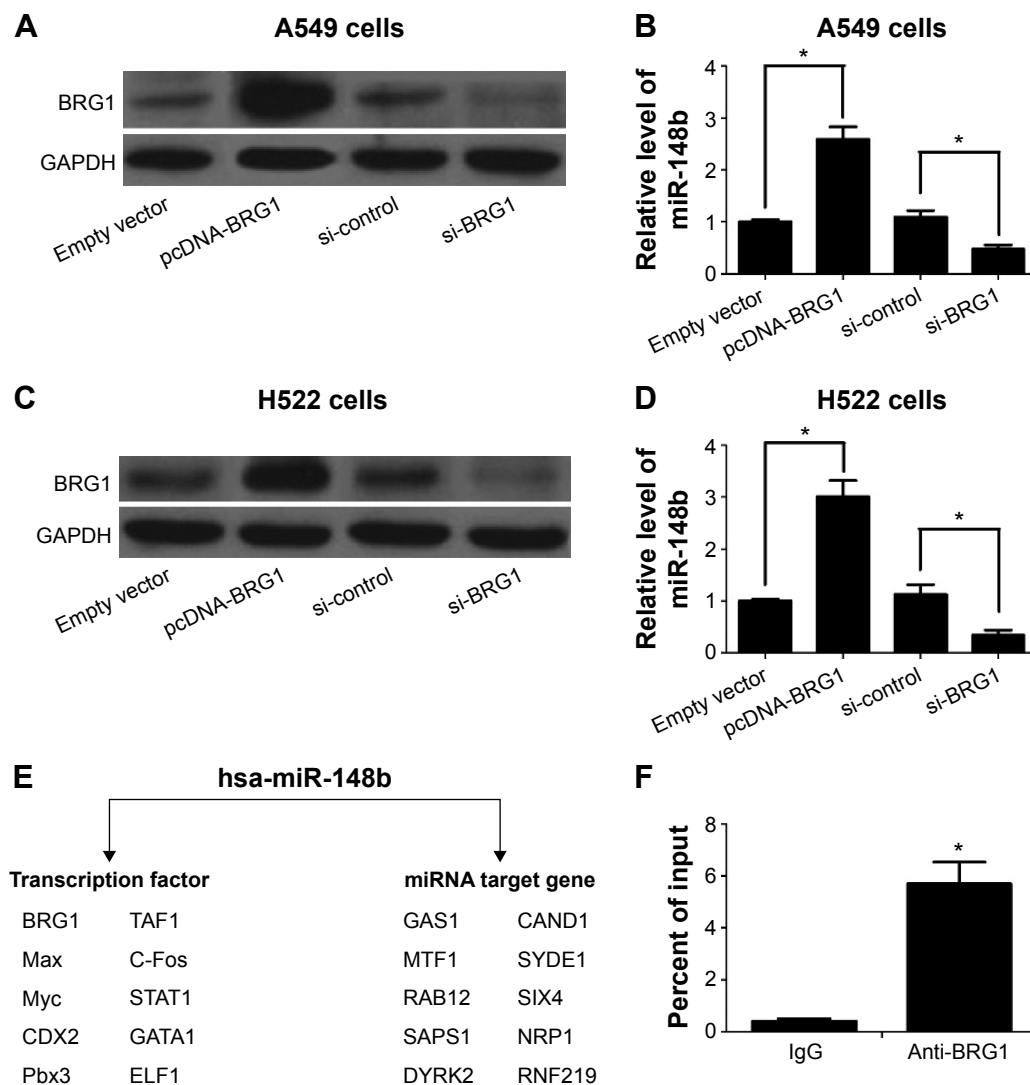 A
A549 cells
BRG1
GAPDH
Empty vector
pcDNA-BRG1
si-control
si-BRG1
B
A549 cells
Relative level of
miR-148b
4
3
2
1
0
*
*
Empty vector
pcDNA-BRG1
si-control
si-BRG1
C
H522 cells
BRG1
GAPDH
Empty vector
pcDNA-BRG1
si-control
si-BRG1
D
H522 cells
Relative level of
miR-148b
4
3
2
1
0
*
*
Empty vector
pcDNA-BRG1
si-control
si-BRG1
E
hsa-miR-148b
Transcription factor
BRG1 TAF1
Max C-Fos
Myc STAT1
CDX2 GATA1
Pbx3 ELF1
miRNA target gene
GAS1 CAND1
MTF1 SYDE1
RAB12 SIX4
SAPS1 NRP1
DYRK2 RNF219
F
Percent of input
8
6
4
2
0
*
IgG
Anti-BRG1